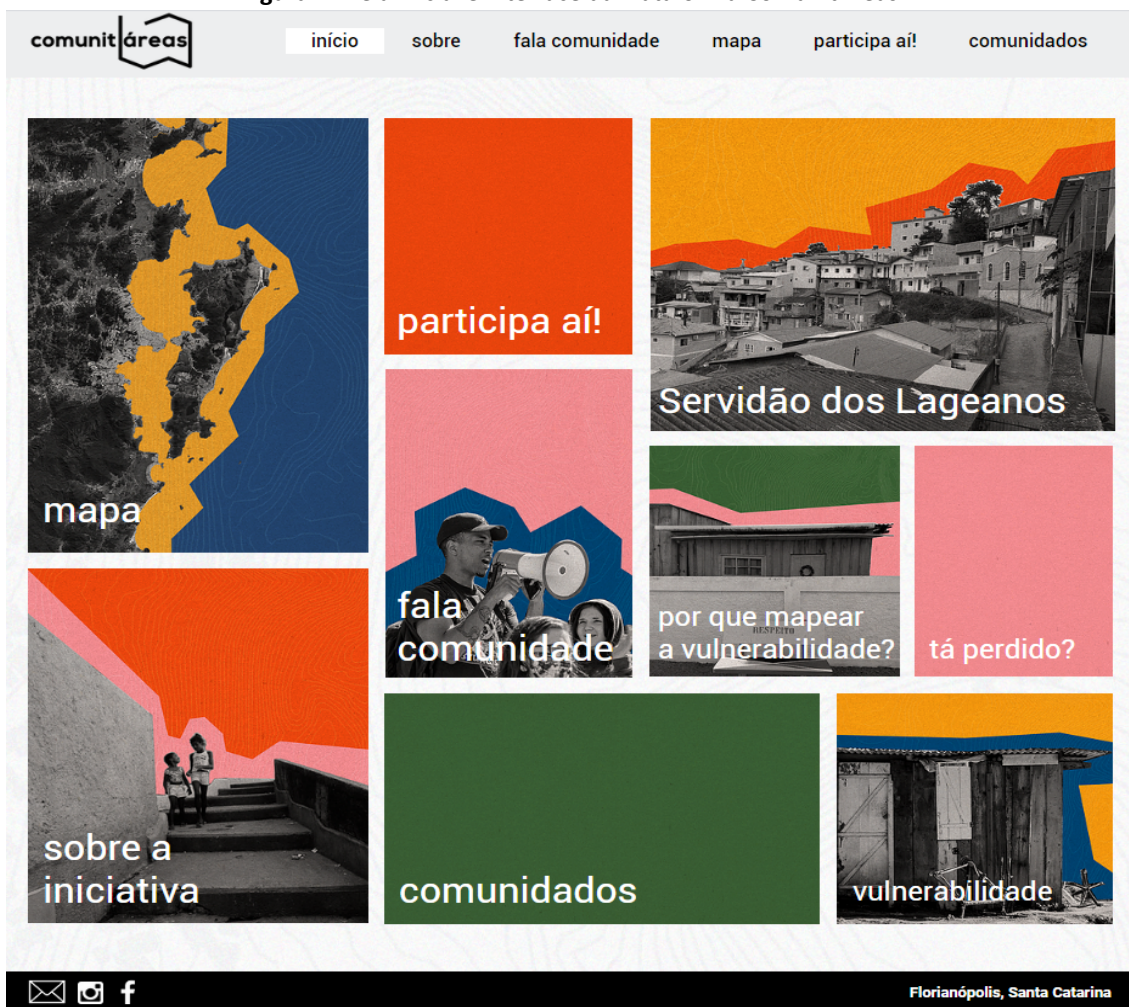 comunitáreas
início
sobre
fala comunidade
mapa
participa aí!
comunidados
mapa
participa aí!
Servidão dos Lageanos
fala
comunidade
por que mapear
a vulnerabilidade?
RESPEITO
tá perdido?
sobre a
iniciativa
comunidados
vulnerabilidade
Florianópolis, Santa Catarina